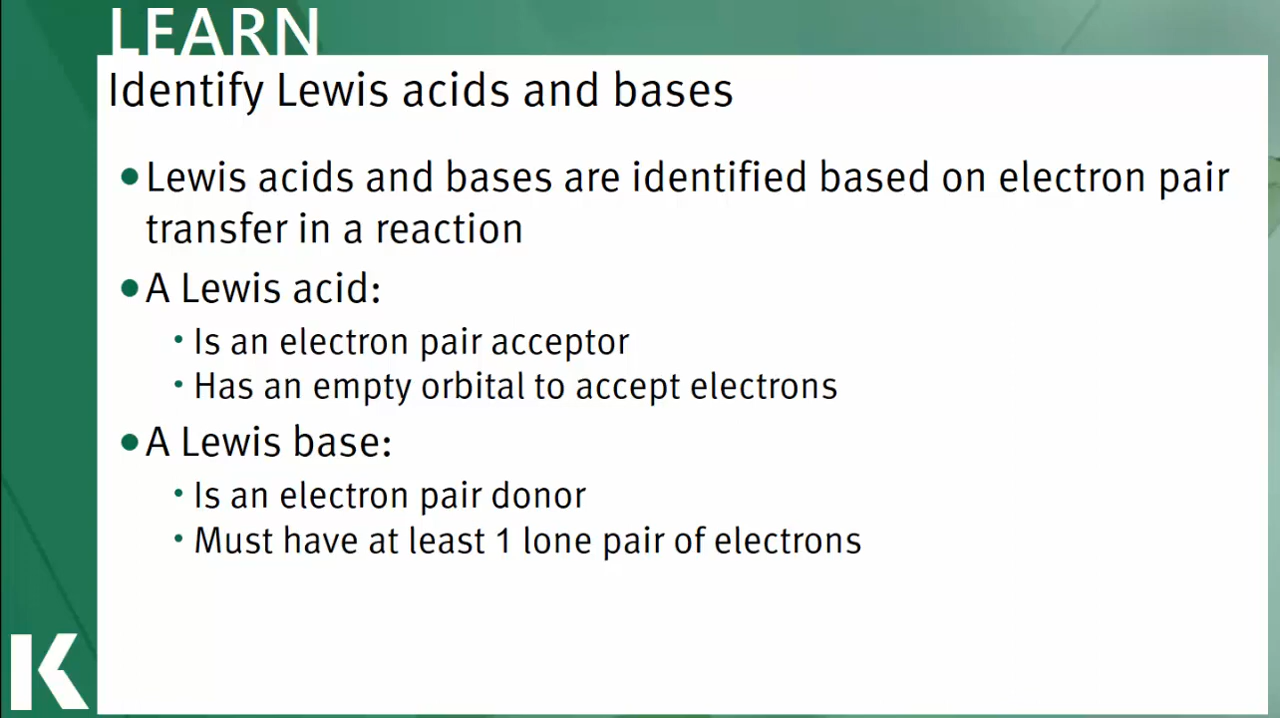 LEARN
Identify Lewis acids and bases
• Lewis acids and bases are identified based on electron pair
transfer in a reaction
• A Lewis acid:
• Is an electron pair acceptor
• Has an empty orbital to accept electrons
• A Lewis base:
• Is an electron pair donor
• Must have at least 1 lone pair of electrons
K